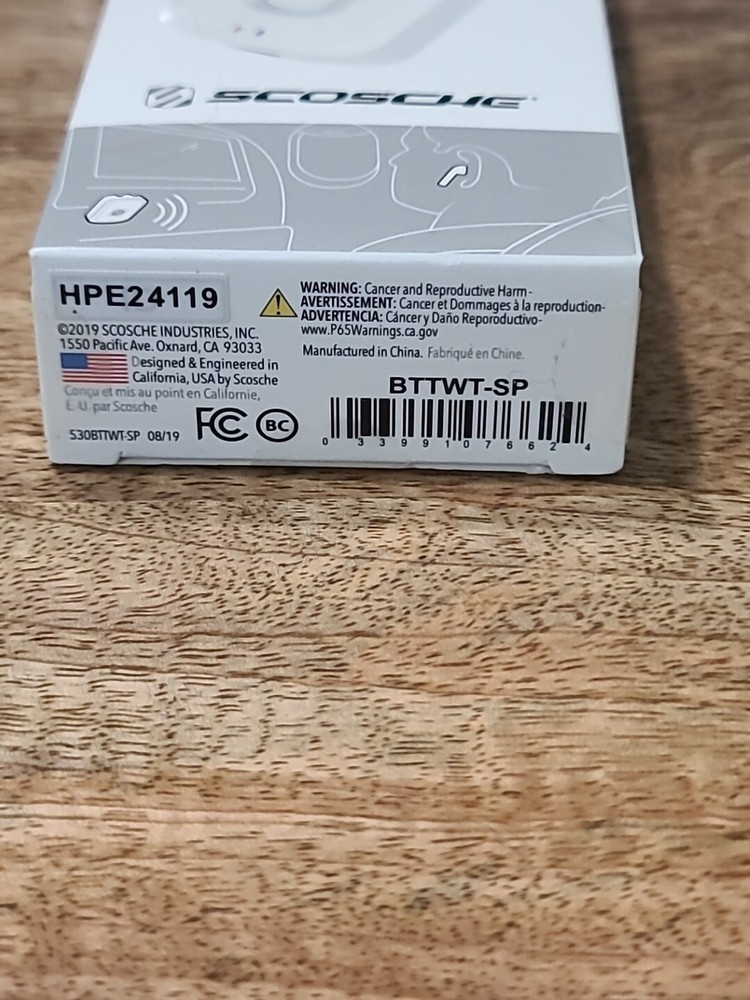 SCOSCHE
HPE24119
©2019 SCOSCHE INDUSTRIES, INC.
1550 Pacific Ave. Oxnard, CA 93033
Designed & Engineered in
California, USA by Scosche
Conçu et mis au point en Californie,
É.-U. par Scosche
530BTTWT-SP 08/19
FC
BC
WARNING: Cancer and Reproductive Harm -
AVERTISSEMENT: Cancer et Dommages à la reproduction-
ADVERTENCIA: Cáncer y Daño Reporoductivo-
www.P65Warnings.ca.gov
Manufactured in China. Fabriqué en Chine.
BTTWT-SP
0 33991 07662 4